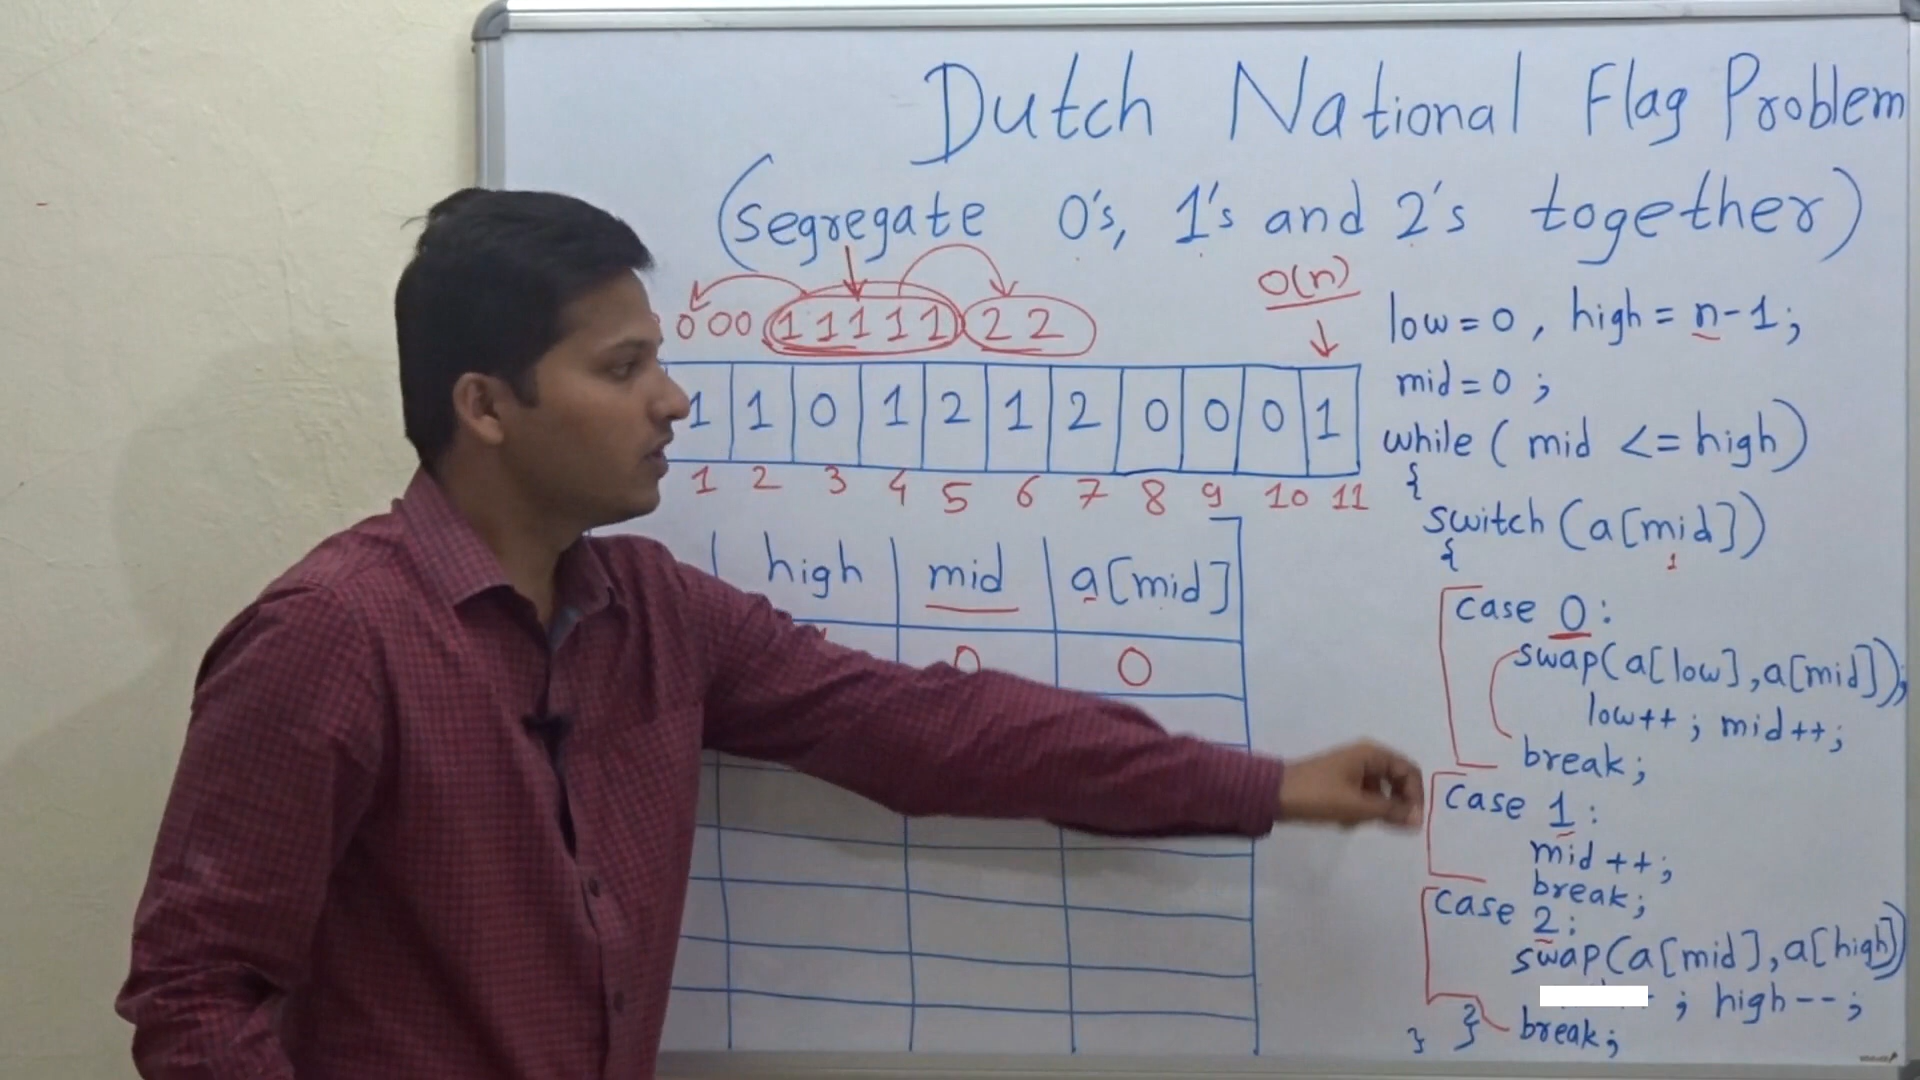 Dutch National Flag Problem
(segregate 0's, 1's and 2's together)
O(n)
0 0 0 1 1 1 1 1 2 2
1 1 0 1 2 1 2 0 0 0 1
1 2 3 4 5 6 7 8 9 10 11
high mid a[mid]
0 0
low = 0 , high = n-1;
mid = 0 ;
while ( mid <= high)
{
switch (a[mid])
1
{
case 0:
swap(a[low],a[mid]);
low++ ; mid++;
break;
case 1:
mid ++;
break;
case 2:
swap(a[mid],a[high])
; high--;
break;
} }